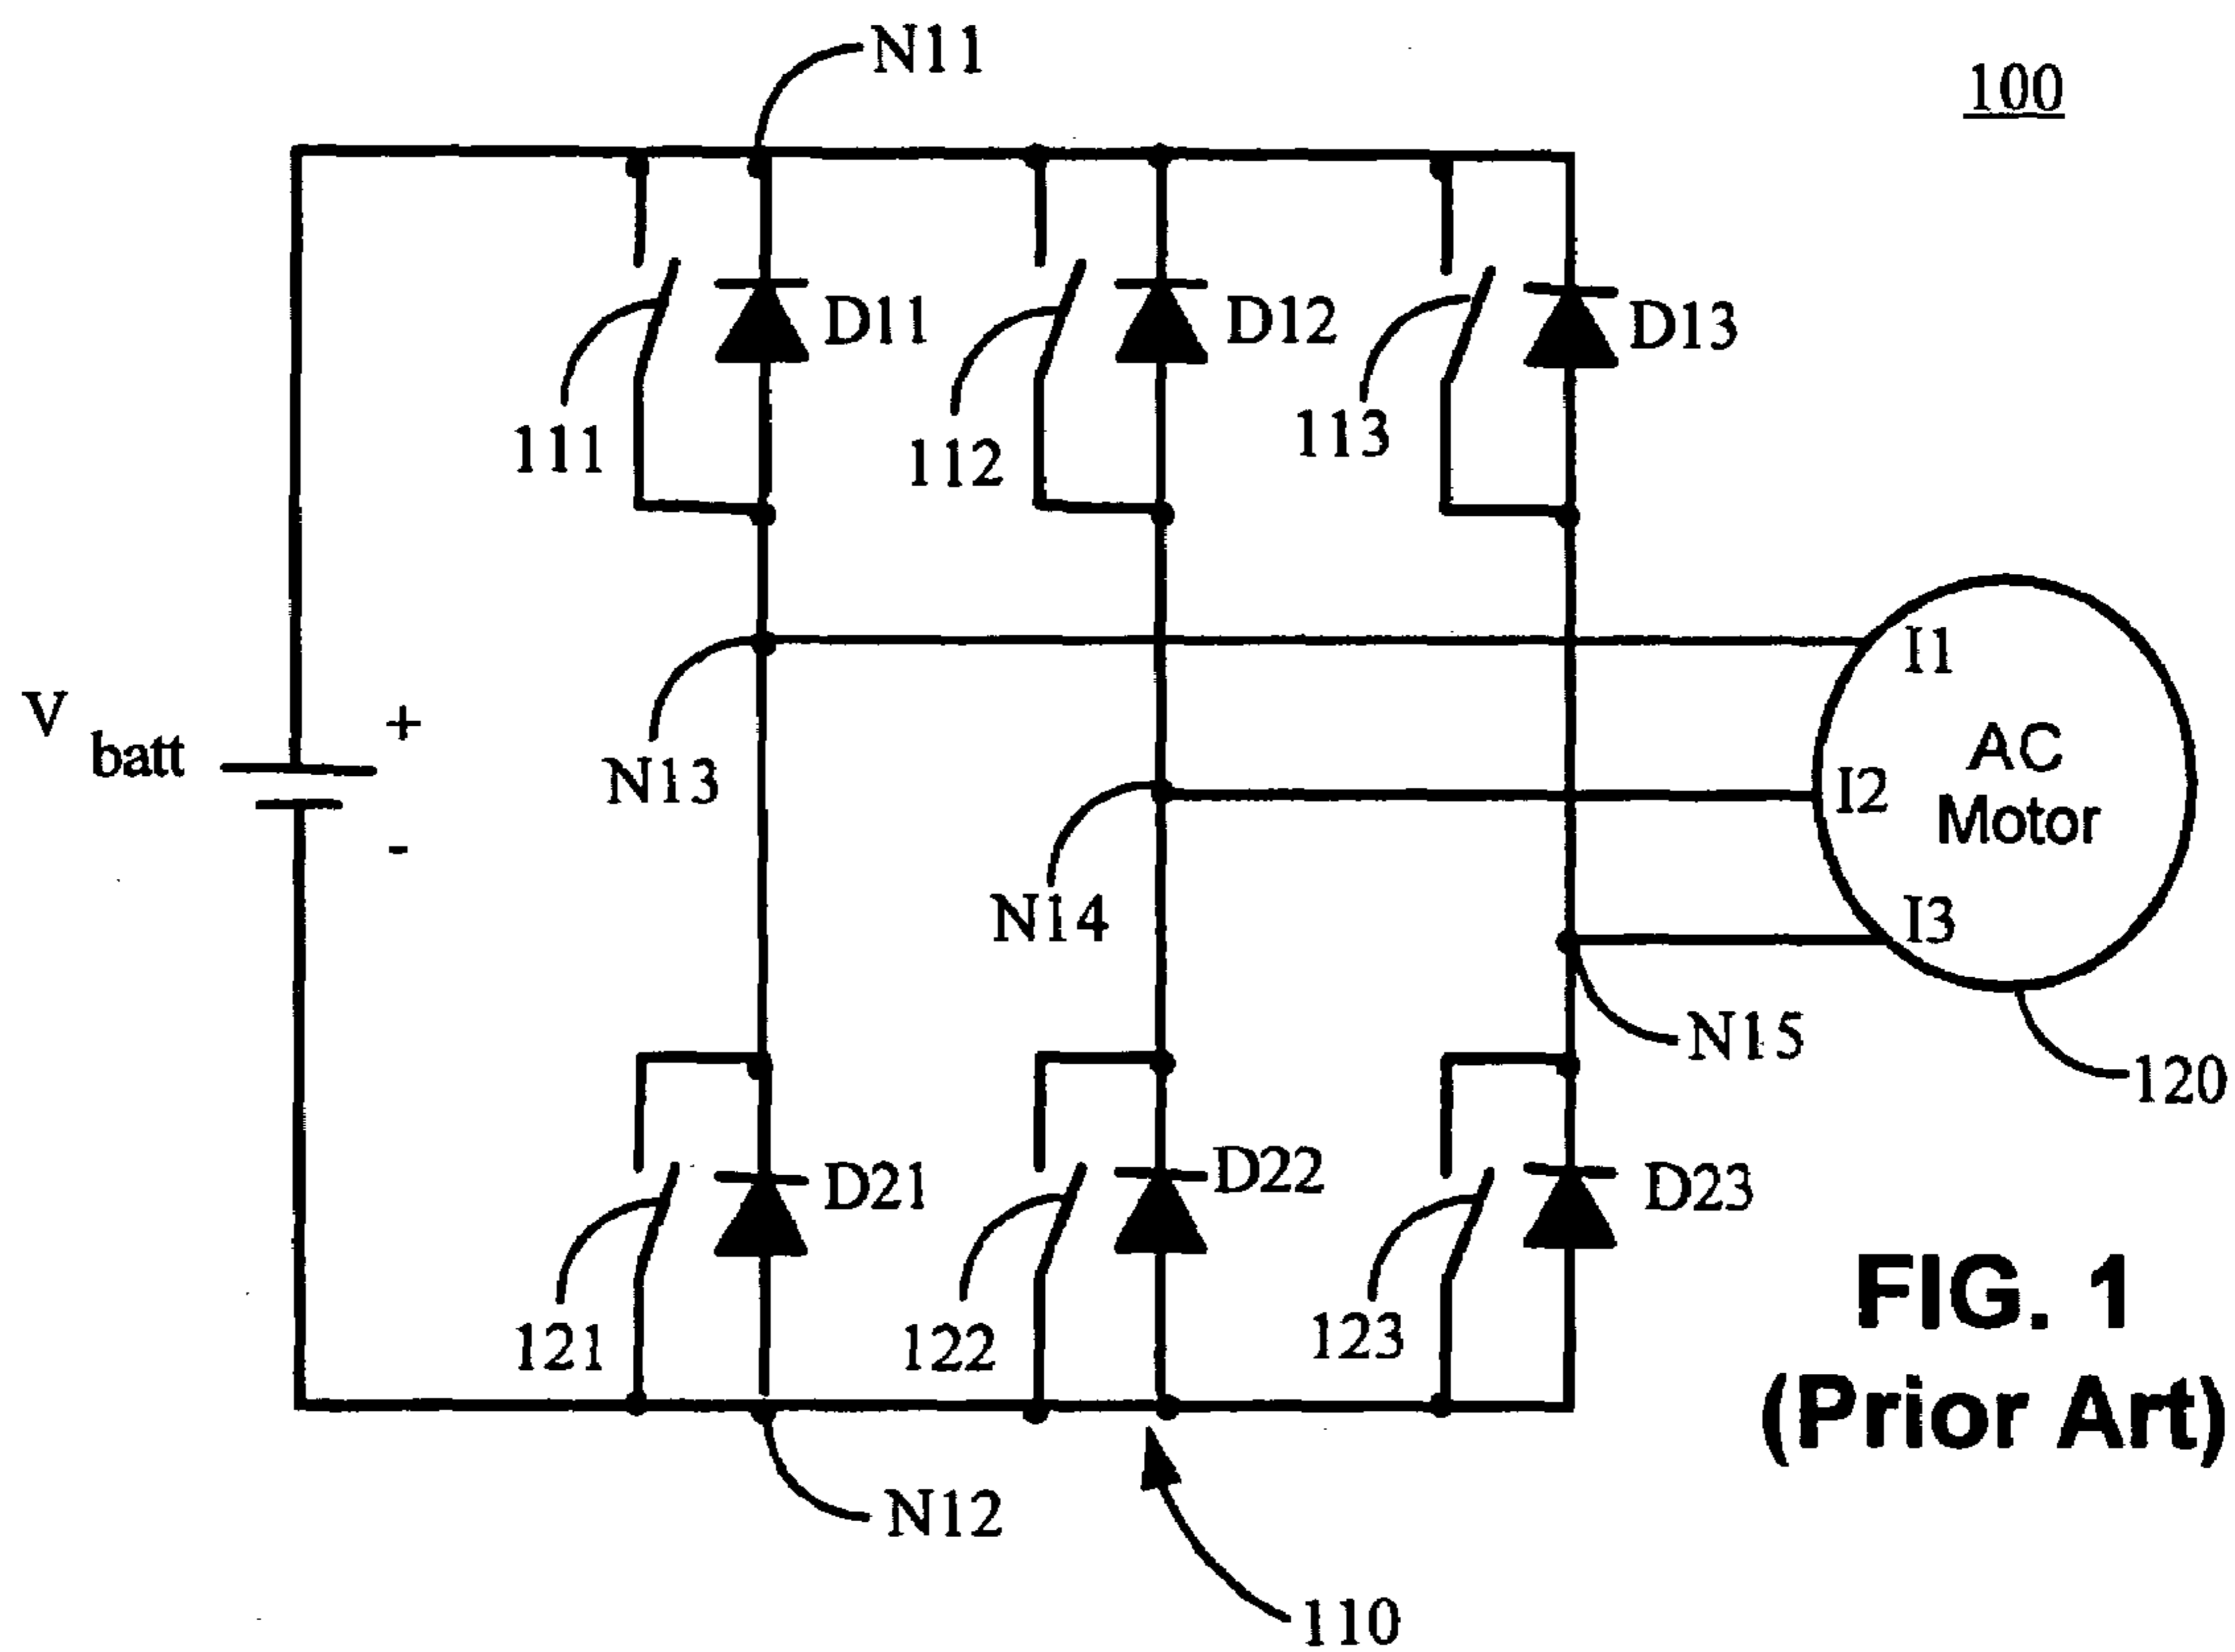 N11
100
D11
D12
D13
111
112
113
I1
V
batt
+
-
AC
Motor
N13
I2
N14
I3
N15
120
D21
D22
D23
121
122
123
FIG. 1
(Prior Art)
N12
110